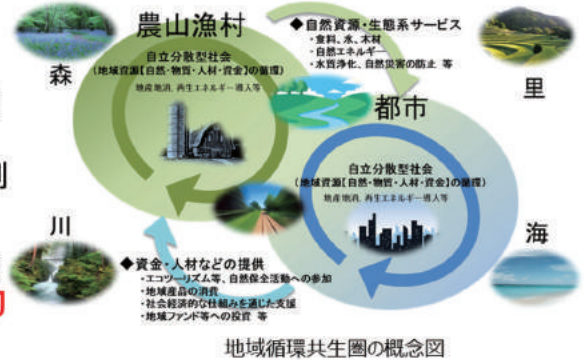 農山漁村
自立分散型社会
(地域資源【自然・物質・人材・資金】の循環)
地産地消、再生エネルギー導入等
◆自然資源・生態系サービス
・食料、水、木材
・自然エネルギー
・水質浄化、自然災害の防止 等
森
里
都市
自立分散型社会
(地域資源【自然・物質・人材・資金】の循環)
地産地消、再生エネルギー導入等
川
海
◆資金・人材などの提供
・エコツーリズム等、自然保全活動への参加
・地域産品の消費
・社会経済的な仕組みを通じた支援
・地域ファンド等への投資 等
地域循環共生圏の概念図